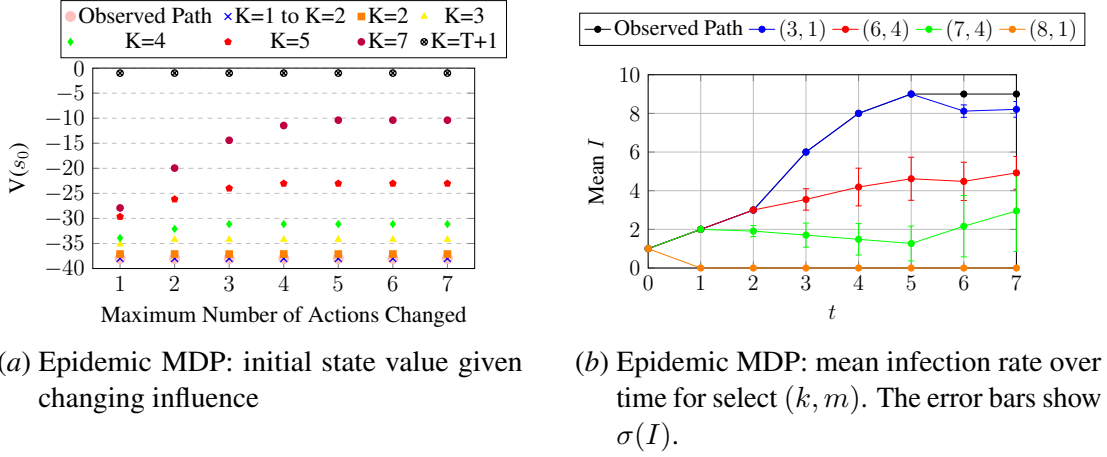 Observed Path K=1 to K=2 K=2 K=3
K=4 K=5 K=7 K=T+1
0
−5
−10
−15
−20
−25
−30
−35
−40
V(s₀)
1 2 3 4 5 6 7
Maximum Number of Actions Changed
(a) Epidemic MDP: initial state value given
changing influence
Observed Path (3, 1) (6, 4) (7, 4) (8, 1)
10
8
6
4
2
0
Mean I
0 1 2 3 4 5 6 7
t
(b) Epidemic MDP: mean infection rate over
time for select (k, m). The error bars show
σ(I).